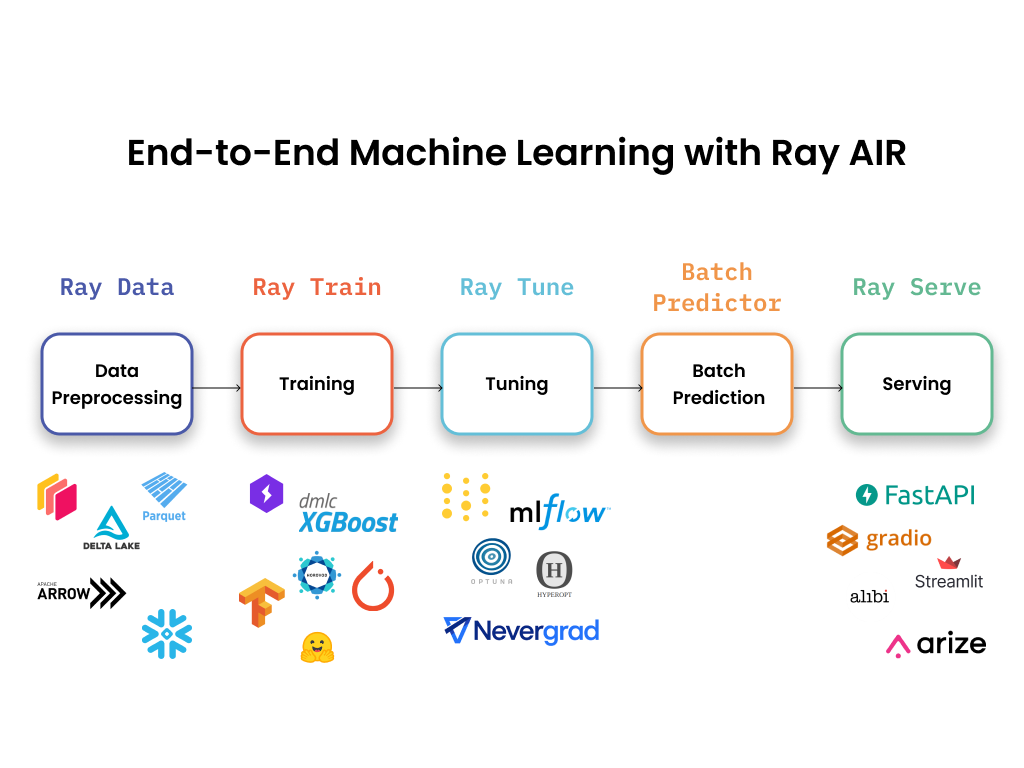 End-to-End Machine Learning with Ray AIR
Ray Data
Ray Train
Ray Tune
Batch
Predictor
Ray Serve
Data
Preprocessing
Training
Tuning
Batch
Prediction
Serving
Parquet
DELTA LAKE
APACHE
ARROW
dmlc
XGBoost
HOROVOD
mlflow™
OPTUNA
H
HYPEROPT
Nevergrad
FastAPI
gradio
Streamlit
alibi
arize